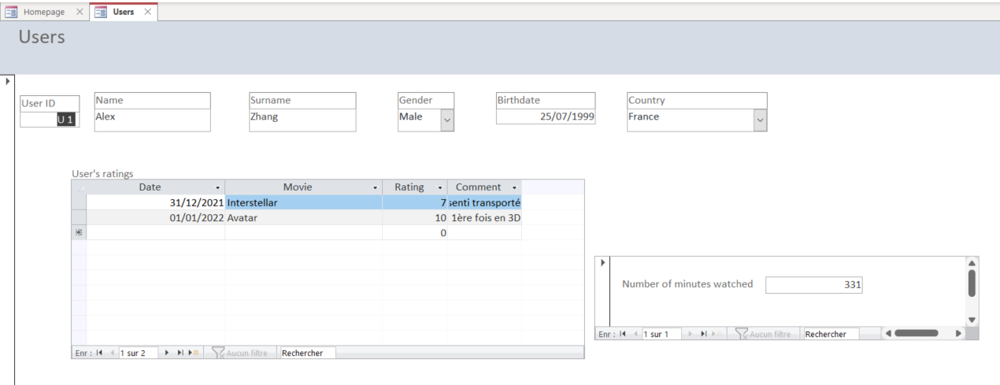 Homepage Users
Users
User ID Name Surname Gender Birthdate Country
U 1 Alex Zhang Male 25/07/1999 France
User's ratings
Date Movie Rating Comment
31/12/2021 Interstellar 7 senti transporté
01/01/2022 Avatar 10 1ère fois en 3D
0
Number of minutes watched 331
Enr : 1 sur 1 Aucun filtre Rechercher
Enr : 1 sur 2 Aucun filtre Rechercher